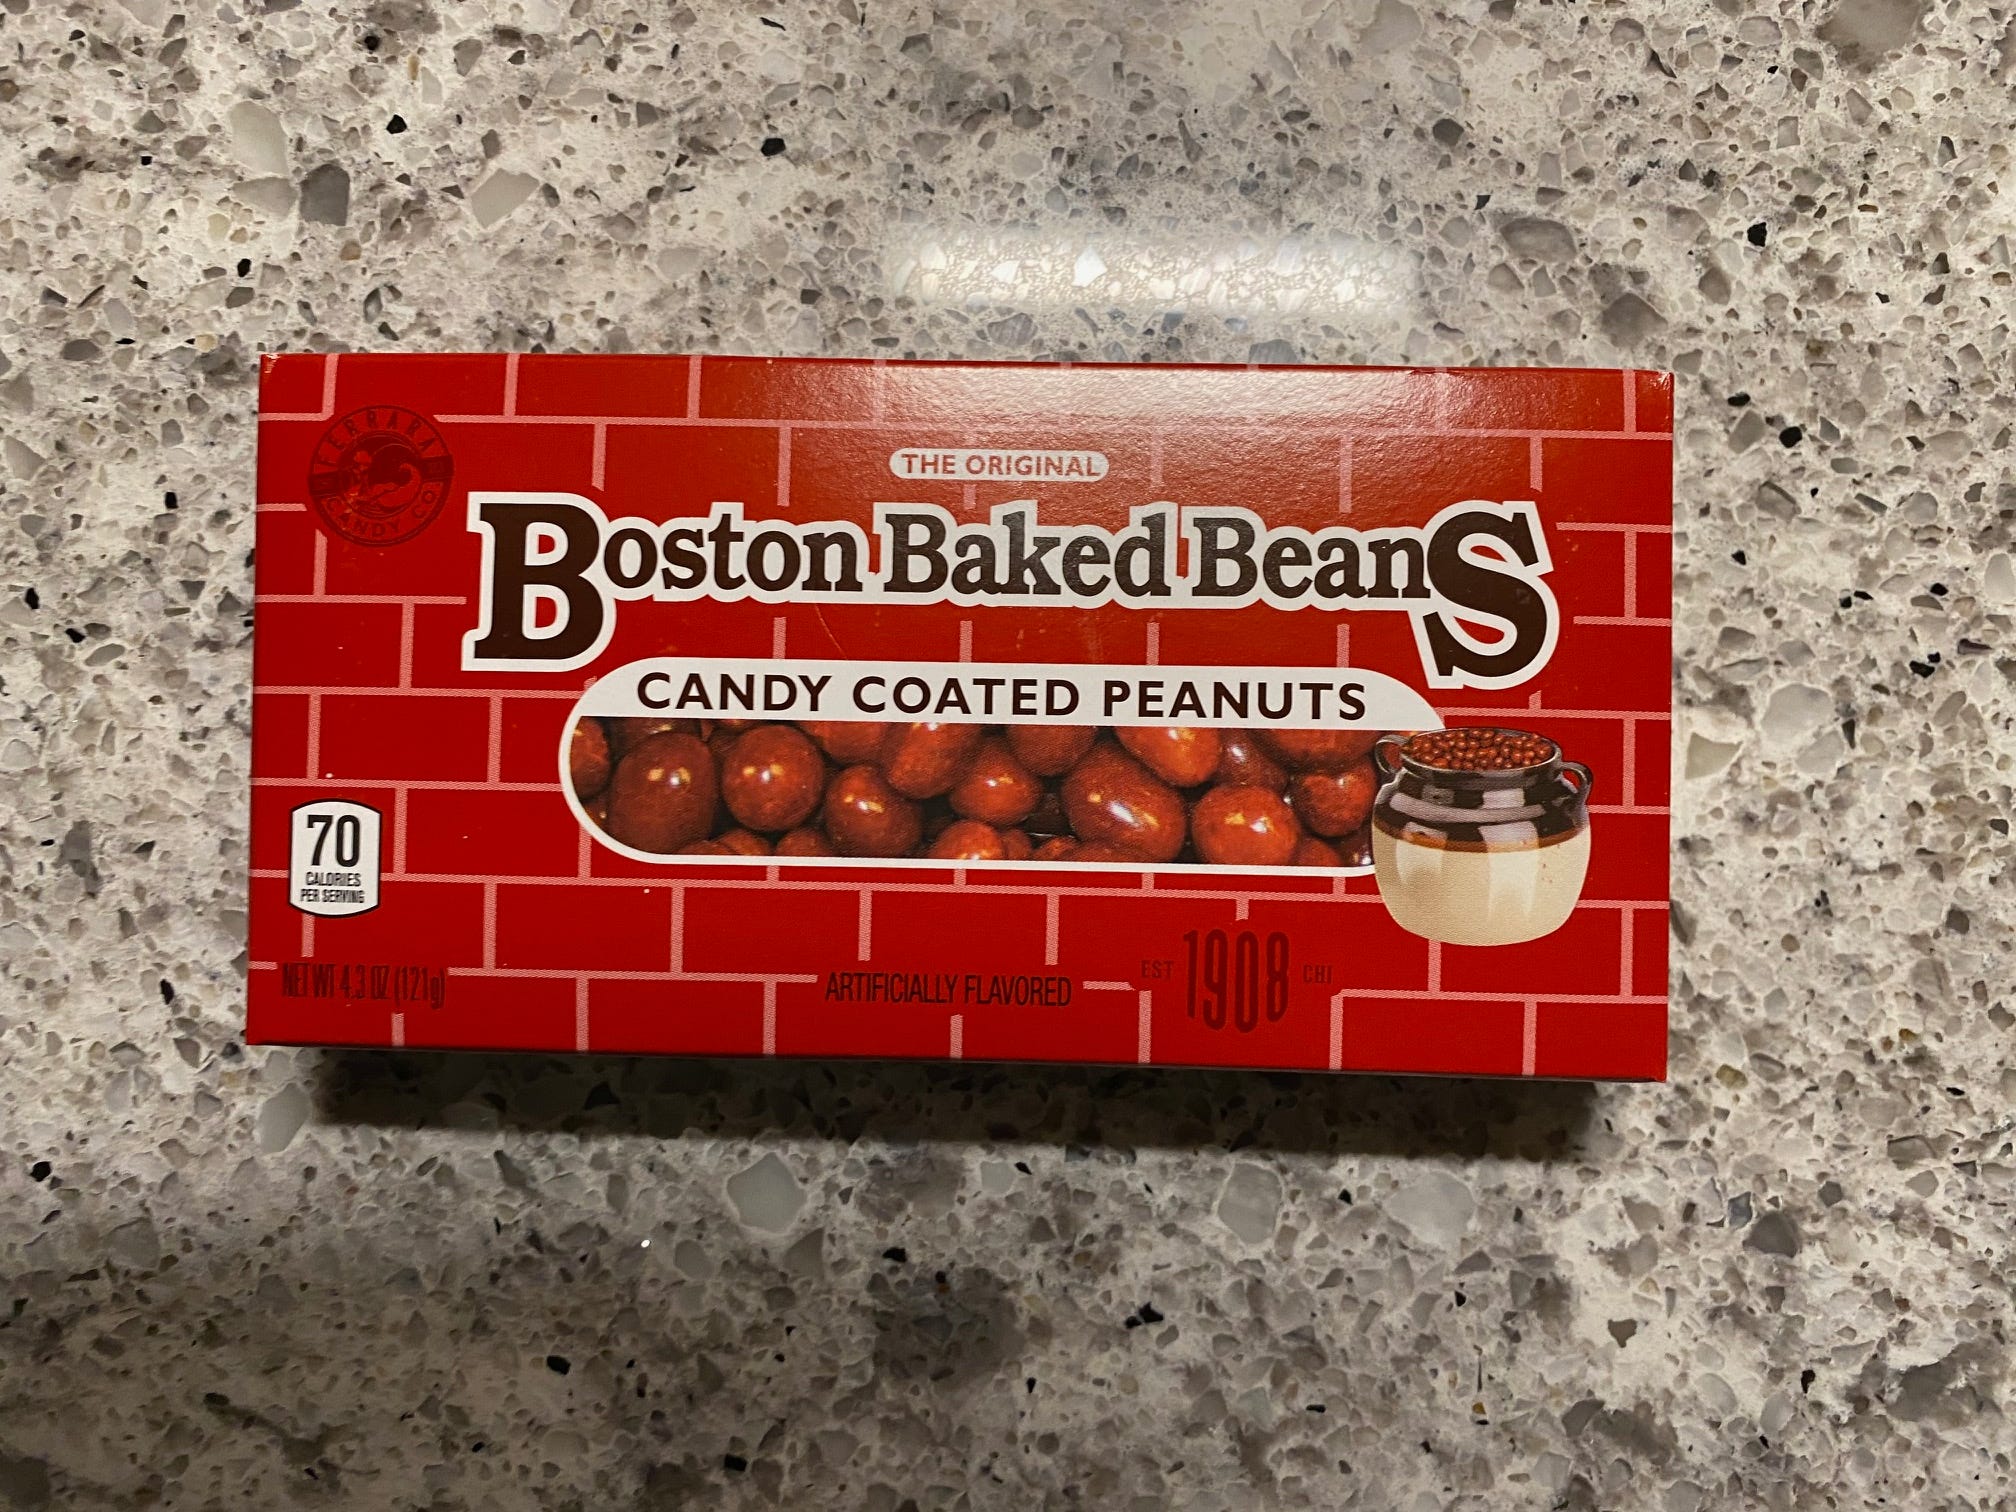 FERRARA
CANDY CO
THE ORIGINAL
Boston Baked BeanS
CANDY COATED PEANUTS
70
CALORIES
PER SERVING
NET WT 4.3 OZ (121g)
ARTIFICIALLY FLAVORED
EST 1908 CHI